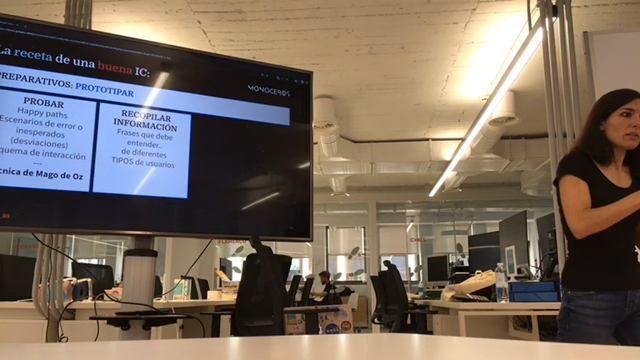 La receta de una buena IC:
MONOCEROS
PREPARATIVOS: PROTOTIPAR
PROBAR
Happy paths
Escenarios de error o
inesperados
(desviaciones)
quema de interacción
----
cnica de Mago de Oz
RECOPILAR
INFORMACIÓN
Frases que debe
entender..
de diferentes
TIPOS de usuarios